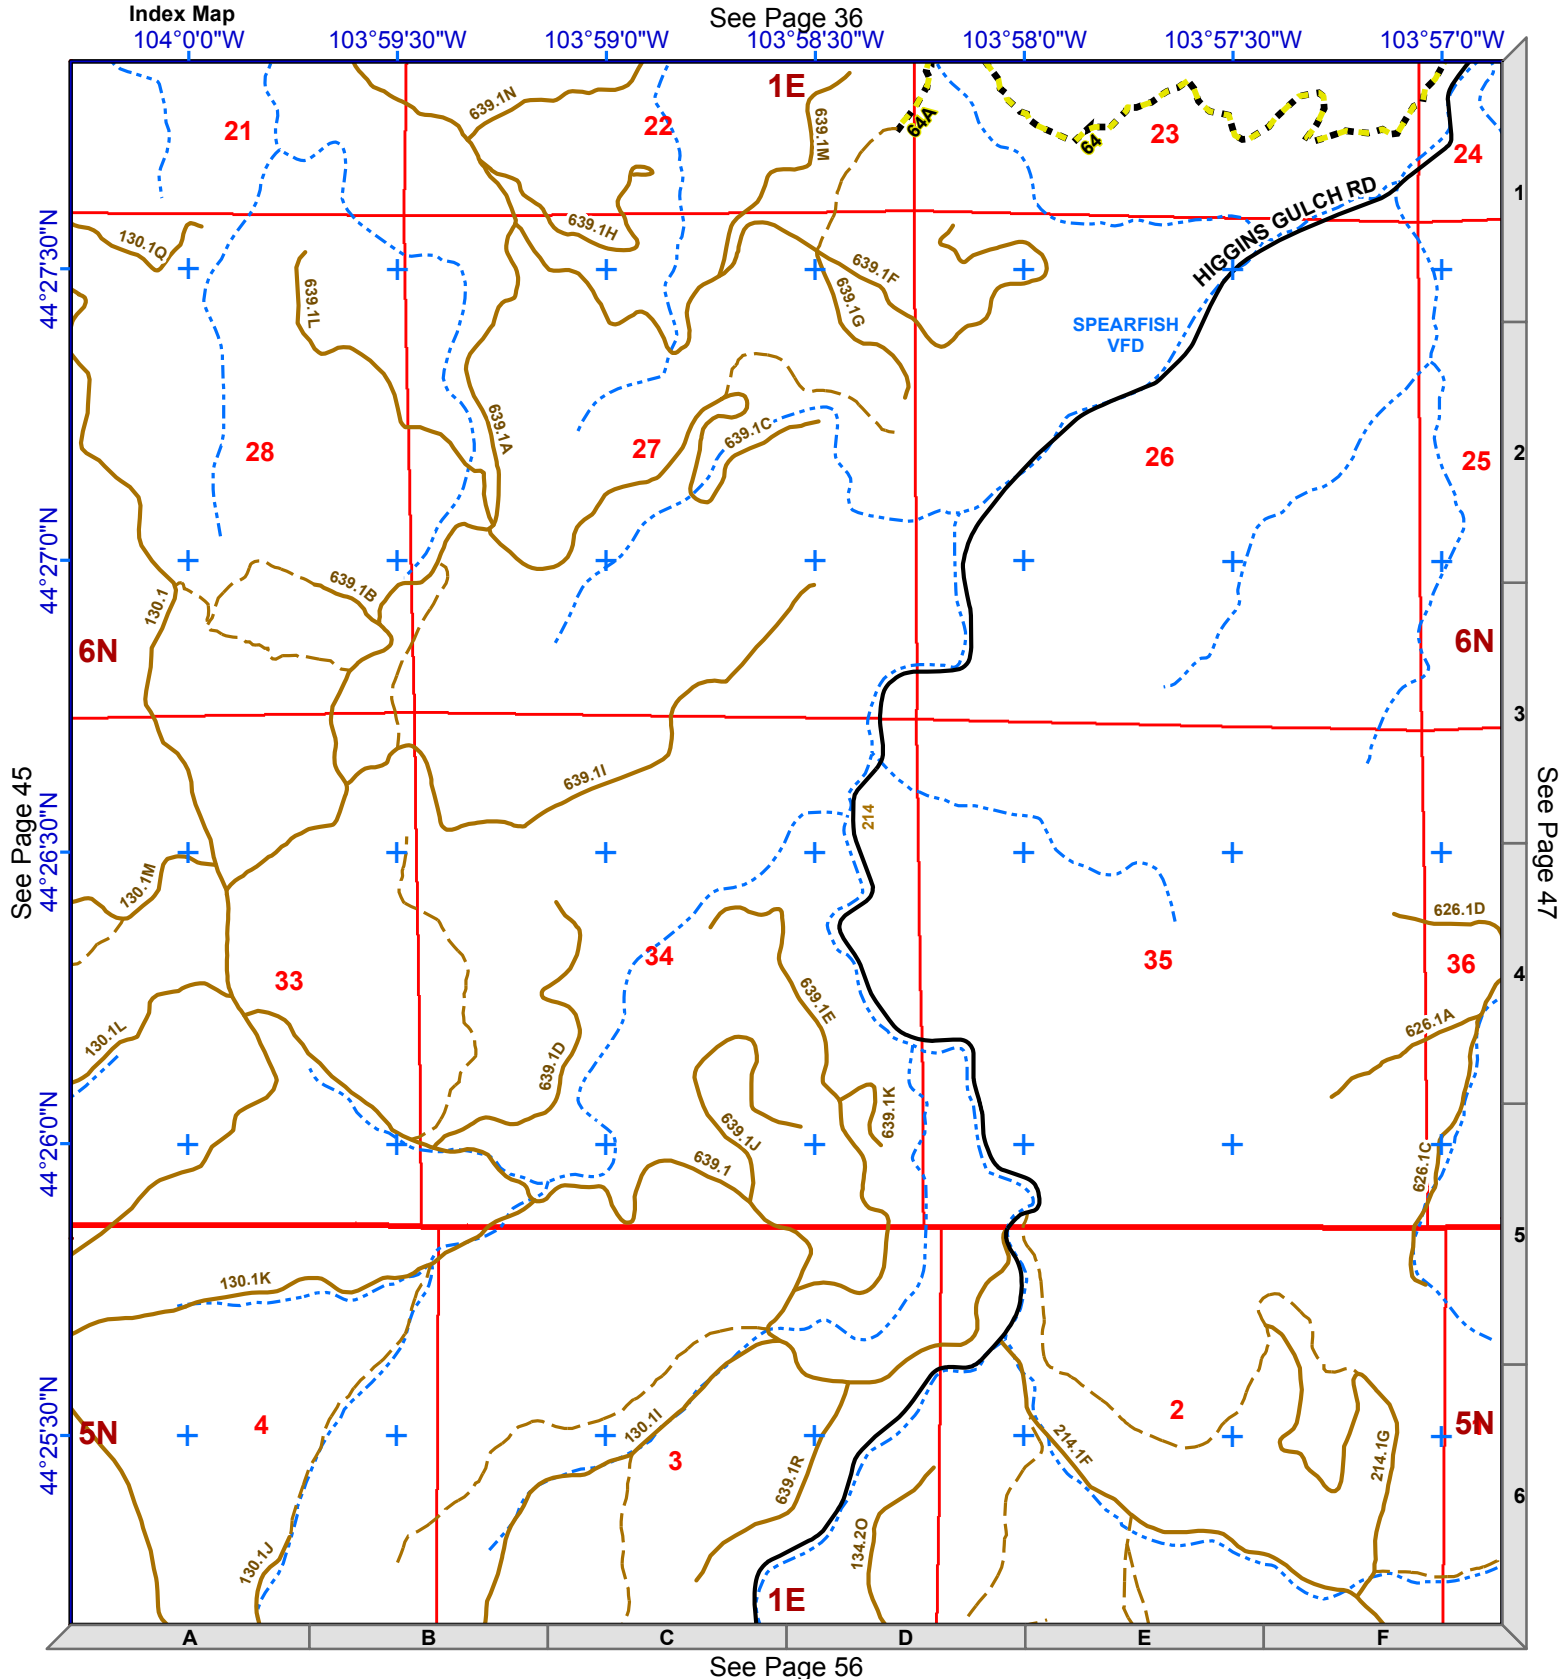 Index Map
See Page 36
104°0'0"W
103°59'30"W
103°59'0"W
103°58'30"W
103°58'0"W
103°57'30"W
103°57'0"W
1E
639.1N
21
22
639.1M
64A
64
23
24
1
HIGGINS GULCH RD
130.1Q
639.1H
44°27'30"N
639.1L
639.1F
639.1G
SPEARFISH
VFD
639.1A
639.1C
28
27
26
25
2
44°27'0"N
130.1
639.1B
6N
6N
3
639.1I
214
See Page 45
See Page 47
44°26'30"N
130.1M
626.1D
33
34
35
36
4
639.1E
130.1L
639.1D
626.1A
639.1K
639.1J
44°26'0"N
639.1
626.1C
5
130.1K
4
3
2
5N
5N
44°25'30"N
130.1I
214.1F
214.1G
639.1R
6
134.2O
130.1J
1E
A
B
C
D
E
F
See Page 56